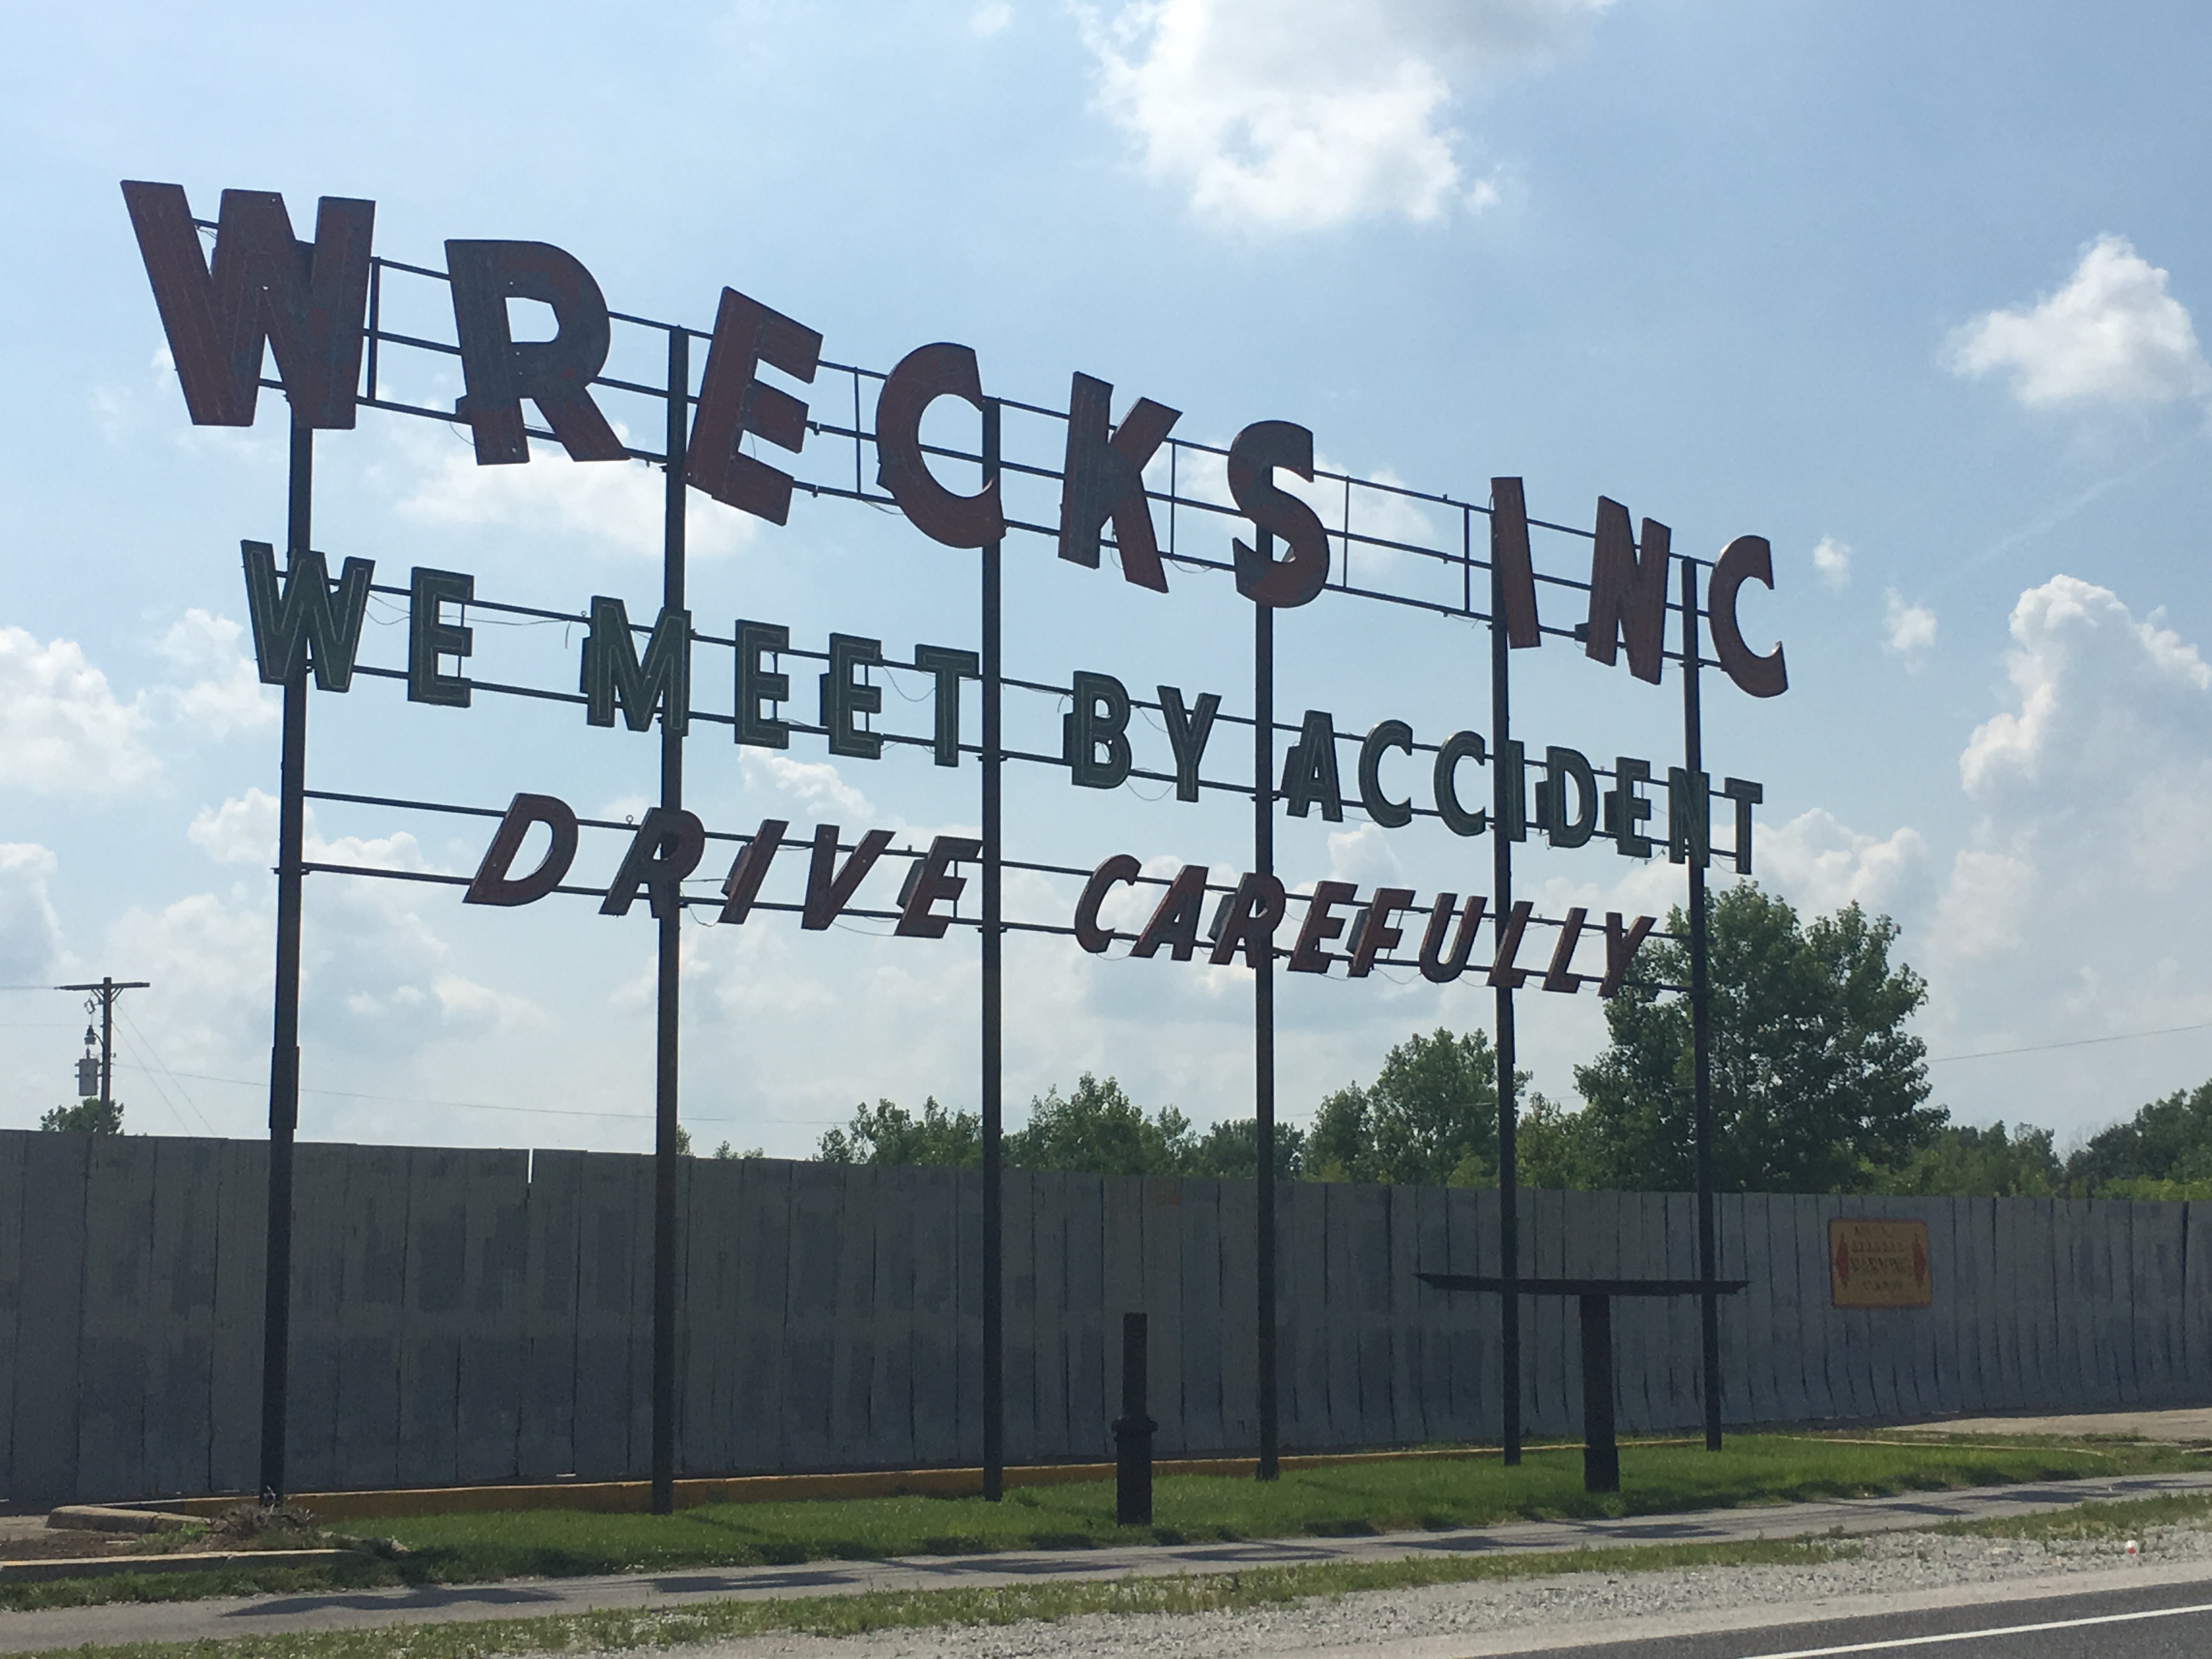 WRECKS INC
WE MEET BY ACCIDENT
DRIVE CAREFULLY